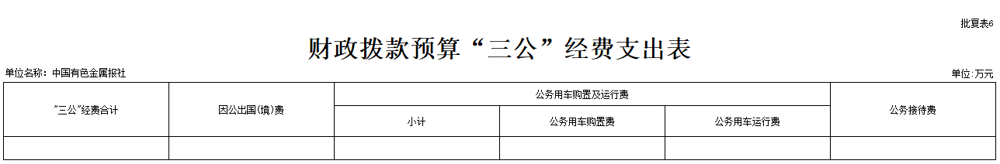 批复表6
财政拨款预算“三公”经费支出表
单位名称：中国有色金属报社 单位:万元
"三公"经费合计 因公出国(境)费 公务用车购置及运行费 公务接待费
小计 公务用车购置费 公务用车运行费